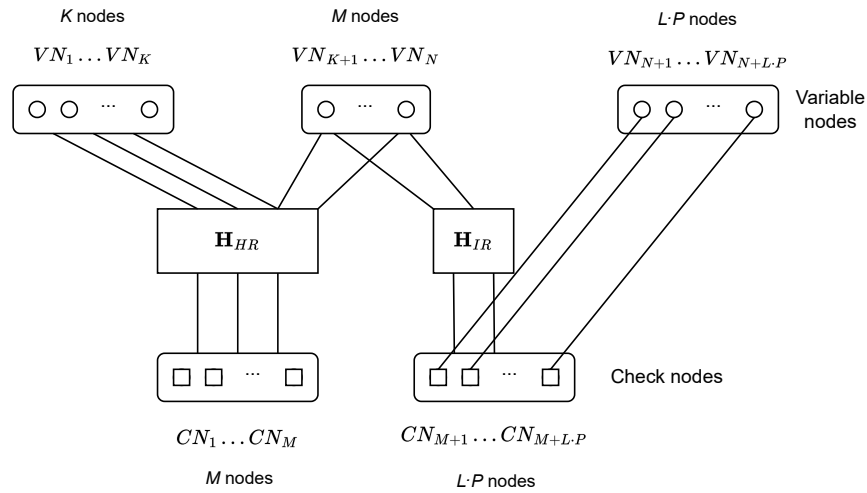 K nodes
M nodes
L·P nodes
VN_1 ... VN_K
VN_{K+1} ... VN_N
VN_{N+1} ... VN_{N+L·P}
...
...
...
Variable
nodes
H_{HR}
H_{IR}
...
...
Check nodes
CN_1 ... CN_M
CN_{M+1} ... CN_{M+L·P}
M nodes
L·P nodes